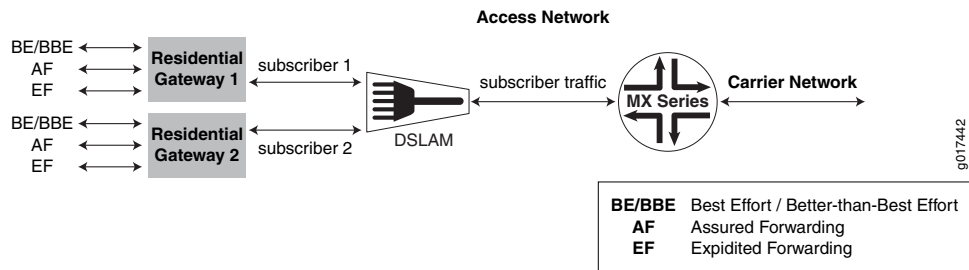 Access Network
BE/BBE
AF
EF
Residential
Gateway 1
subscriber 1
BE/BBE
AF
EF
Residential
Gateway 2
subscriber 2
DSLAM
subscriber traffic
MX Series
Carrier Network
g017442
BE/BBE Best Effort / Better-than-Best Effort
AF Assured Forwarding
EF Expidited Forwarding